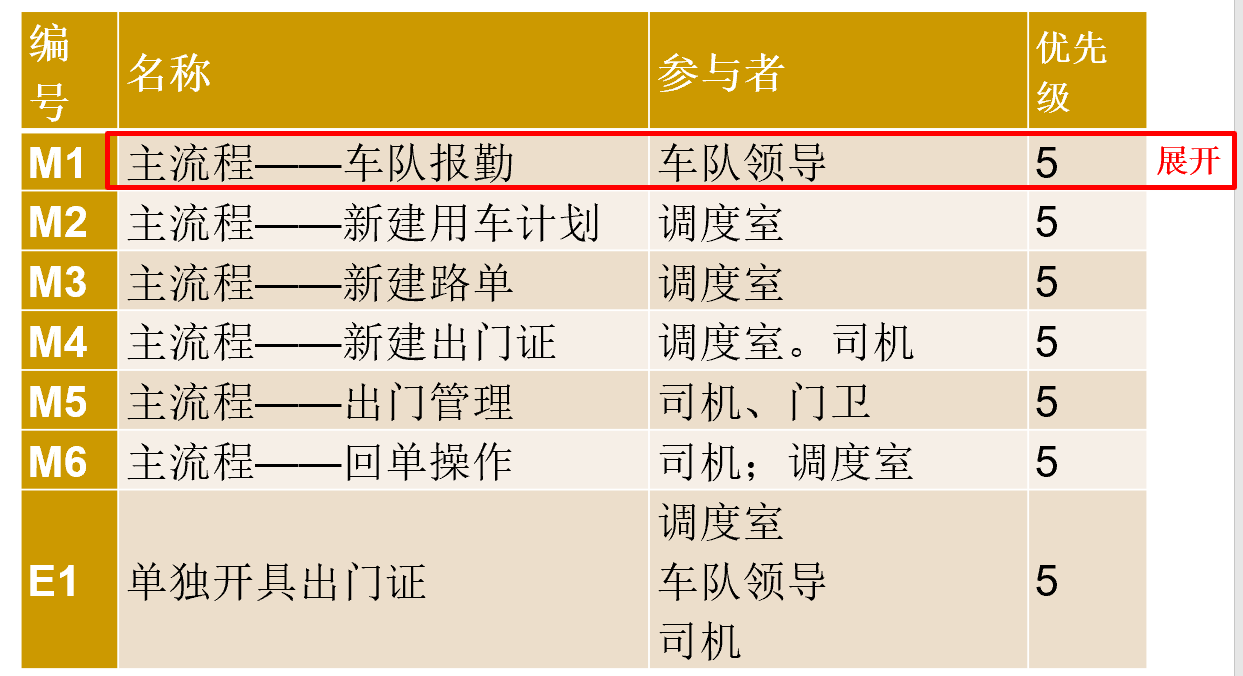 编号 名称 参与者 优先级
M1 主流程——车队报勤 车队领导 5 展开
M2 主流程——新建用车计划 调度室 5
M3 主流程——新建路单 调度室 5
M4 主流程——新建出门证 调度室。司机 5
M5 主流程——出门管理 司机、门卫 5
M6 主流程——回单操作 司机；调度室 5
E1 单独开具出门证 调度室
车队领导
司机 5